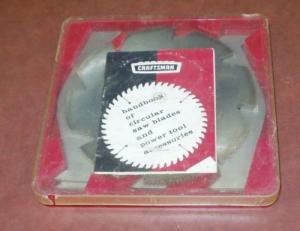 CRAFTSMAN
handbook
of
circular
saw blades
and
power tool
accessories